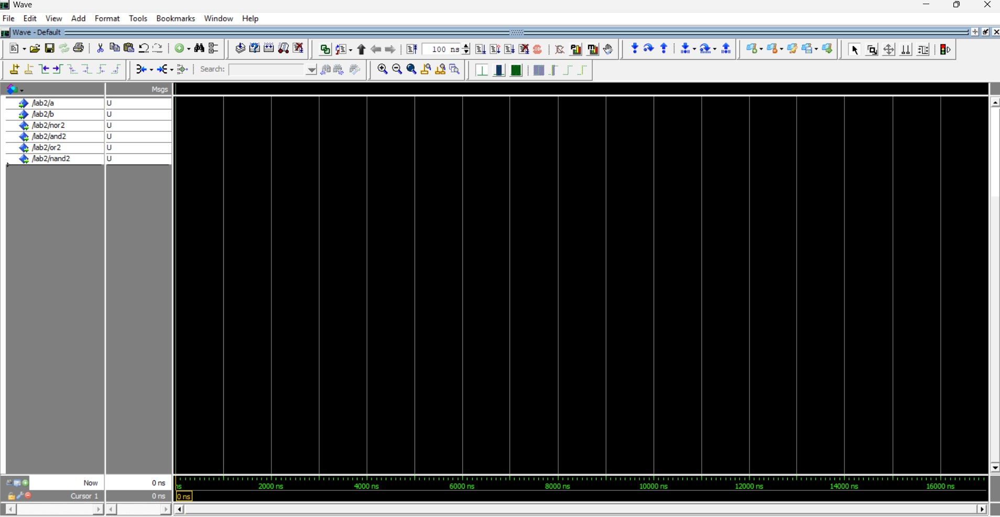 Wave
File Edit View Add Format Tools Bookmarks Window Help
Wave - Default
100 ns
Search:
Msgs
/lab2/a U
/lab2/b U
/lab2/nor2 U
/lab2/and2 U
/lab2/or2 U
/lab2/nand2 U
Now 0 ns
ns 2000 ns 4000 ns 6000 ns 8000 ns 10000 ns 12000 ns 14000 ns 16000 ns
Cursor 1 0 ns 0 ns